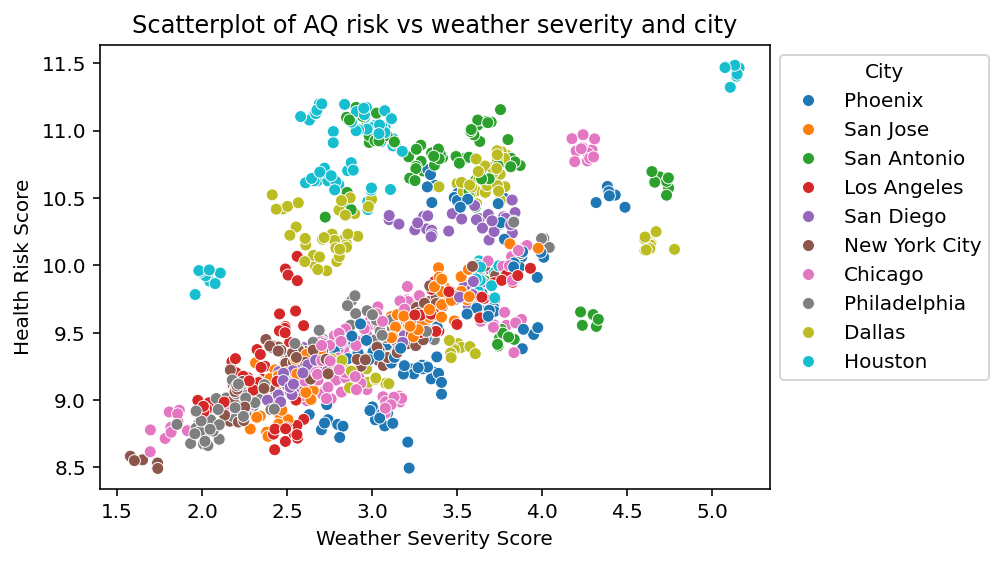 Scatterplot of AQ risk vs weather severity and city
11.5
11.0
10.5
10.0
9.5
9.0
8.5
Health Risk Score
1.5 2.0 2.5 3.0 3.5 4.0 4.5 5.0
Weather Severity Score
City
Phoenix
San Jose
San Antonio
Los Angeles
San Diego
New York City
Chicago
Philadelphia
Dallas
Houston